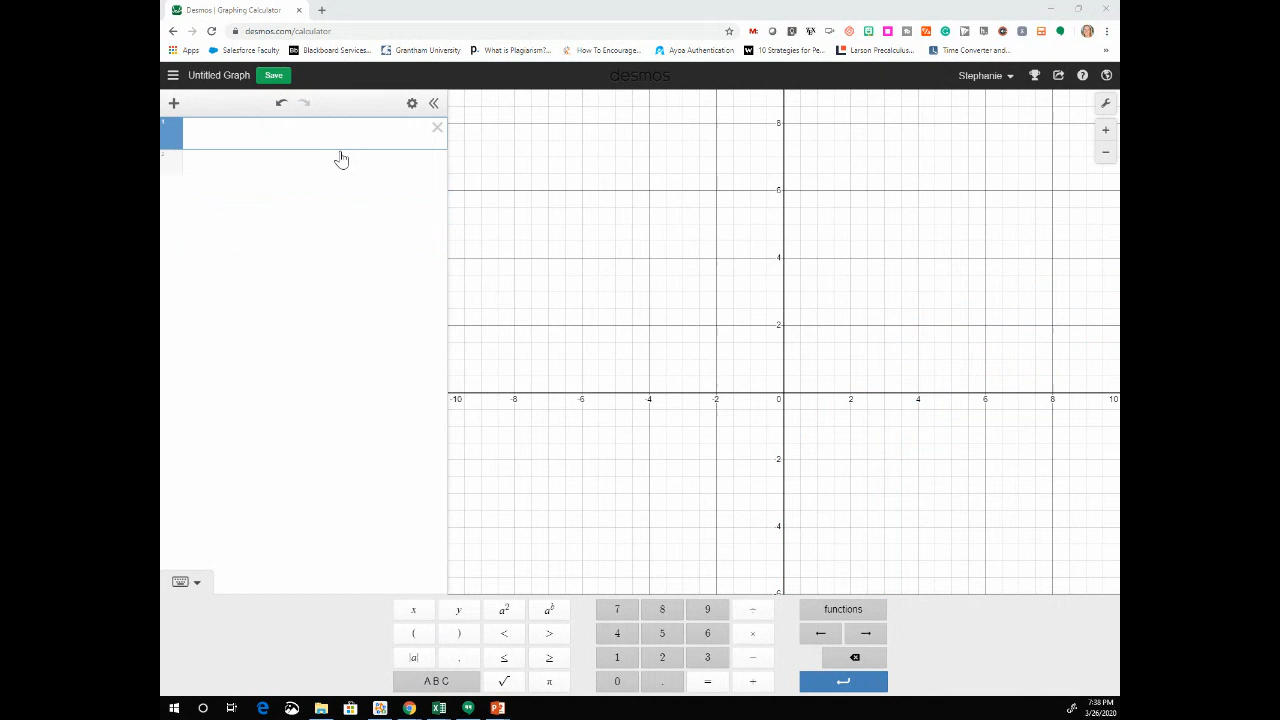 Desmos | Graphing Calculator
desmos.com/calculator
Apps Salesforce Faculty Bb Blackboard Services... Grantham University What is Plagiarism?... How To Encourage... Ayoa Authentication 10 Strategies for Pe... Larson Precalculus... Time Converter and...
Untitled Graph Save desmos Stephanie
1
2
8
6
4
2
-10 -8 -6 -4 -2 0 2 4 6 8 10
-2
-4
-6
x y a² aᵇ 7 8 9 ÷ functions
( ) < > 4 5 6 × ← →
|a| , ≤ ≥ 1 2 3 −
A B C √ π 0 . = +
7:38 PM
3/26/2020